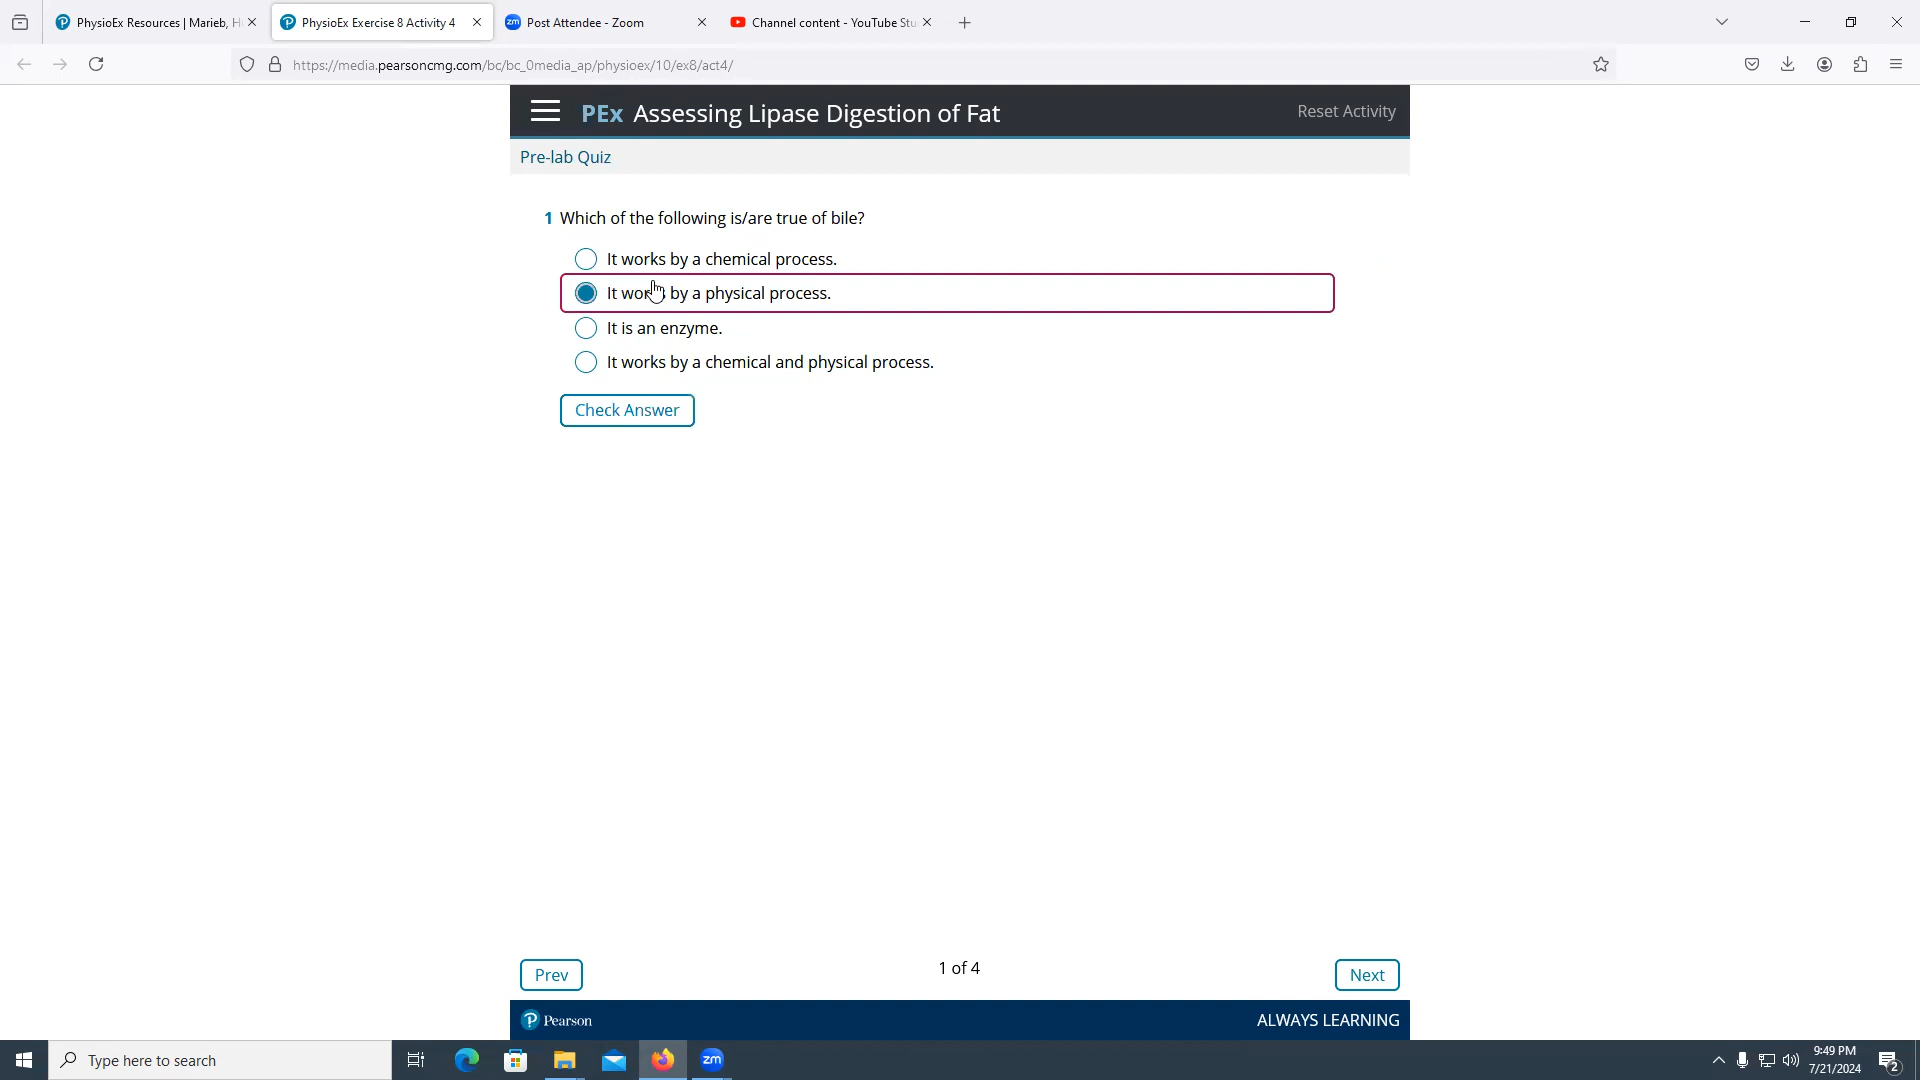 PhysioEx Resources | Marieb, H
PhysioEx Exercise 8 Activity 4
Post Attendee - Zoom
Channel content - YouTube Stu
https://media.pearsoncmg.com/bc/bc_0media_ap/physioex/10/ex8/act4/
PEx Assessing Lipase Digestion of Fat
Reset Activity
Pre-lab Quiz
1 Which of the following is/are true of bile?
It works by a chemical process.
It works by a physical process.
It is an enzyme.
It works by a chemical and physical process.
Check Answer
Prev
1 of 4
Next
Pearson
ALWAYS LEARNING
Type here to search
zm
9:49 PM
7/21/2024
2